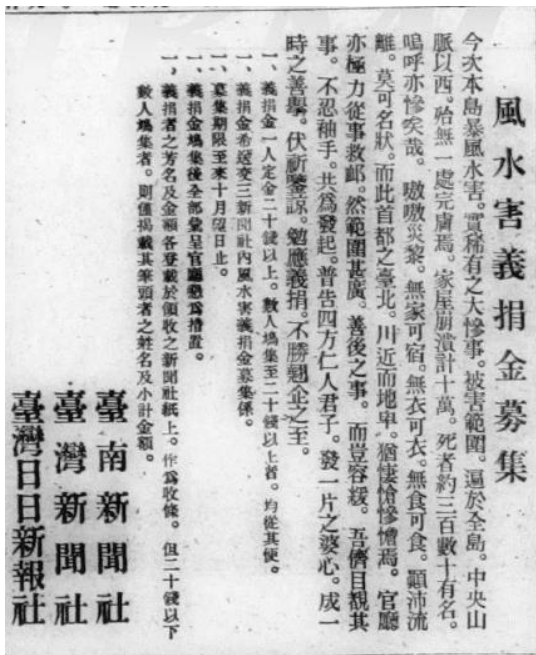 風水害義捐金募集
今次本島暴風水害。實稀有之大慘事。被害範圍。遍於全島。中央山
脈以西。殆無一處完膚焉。家屋崩潰計十萬。死者約三百數十有名。
嗚呼亦慘矣哉。嗷嗷災黎。無家可宿。無衣可衣。無食可食。顚沛流
離。莫可名狀。而此首都之臺北。川近而地卑。猶悽愴慘憺焉。官廳
亦極力從事救卹。然範圍甚廣。善後之事。而豈容緩。吾儕目覩其
事。不忍袖手。共爲發起。普告四方仁人君子。發一片之婆心。成一
時之善擧。伏祈鑒諒。勉應義捐。不勝翹企之至。
一、義捐金一人定金二十錢以上。數人鳩集至二十錢以上者。均從其便。
一、義捐金希送交三新聞社內風水害義捐金募集係。
一、募集期限至來十月望日止。
一、義捐金鳩集後全部彙呈官廳懇爲措置。
一、義捐者之芳名及金額各登載於領收之新聞社紙上。作爲收條。但二十錢以下
數人鳩集者。則僅揭載其筆頭者之姓名及小計金額。
臺南新聞社
臺灣新聞社
臺灣日日新報社